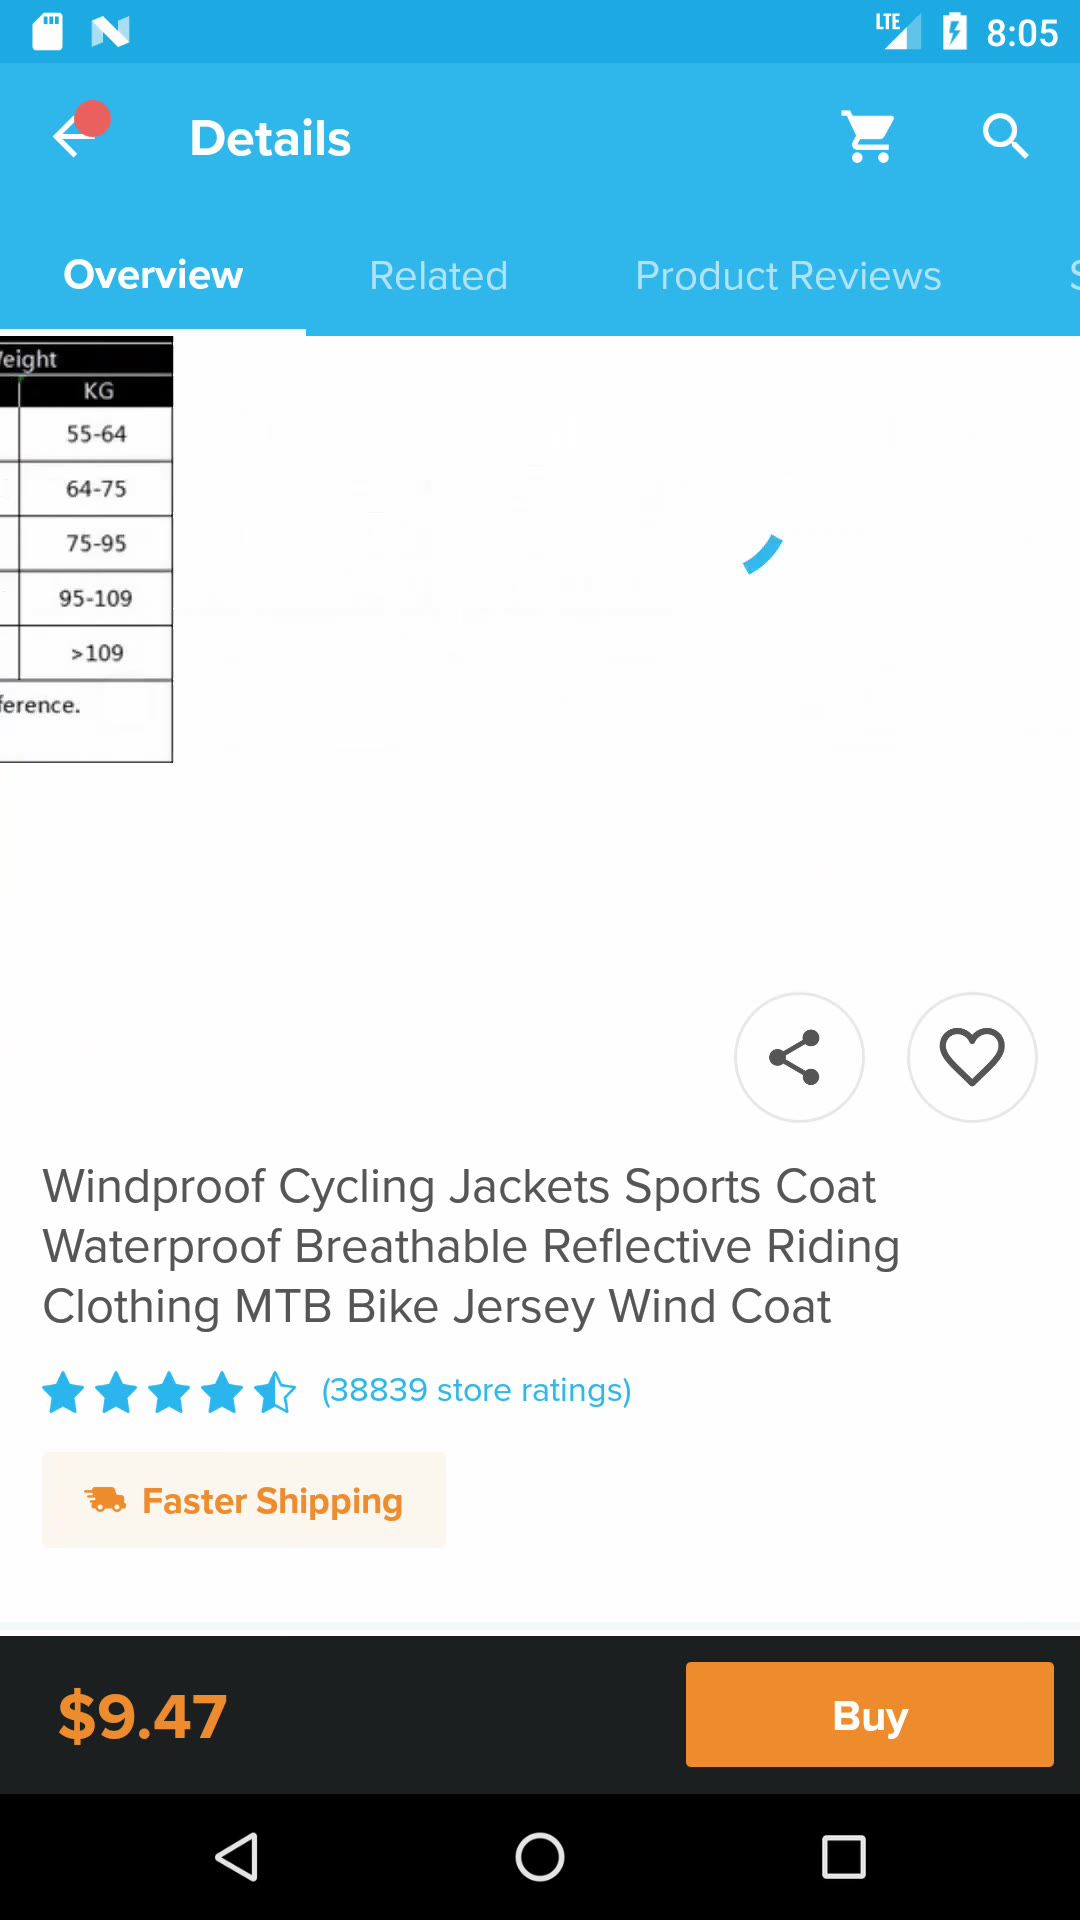 LTE 8:05
Details
Overview Related Product Reviews
KG
55-64
64-75
75-95
95-109
>109
Windproof Cycling Jackets Sports Coat
Waterproof Breathable Reflective Riding
Clothing MTB Bike Jersey Wind Coat
(38839 store ratings)
Faster Shipping
$9.47 Buy